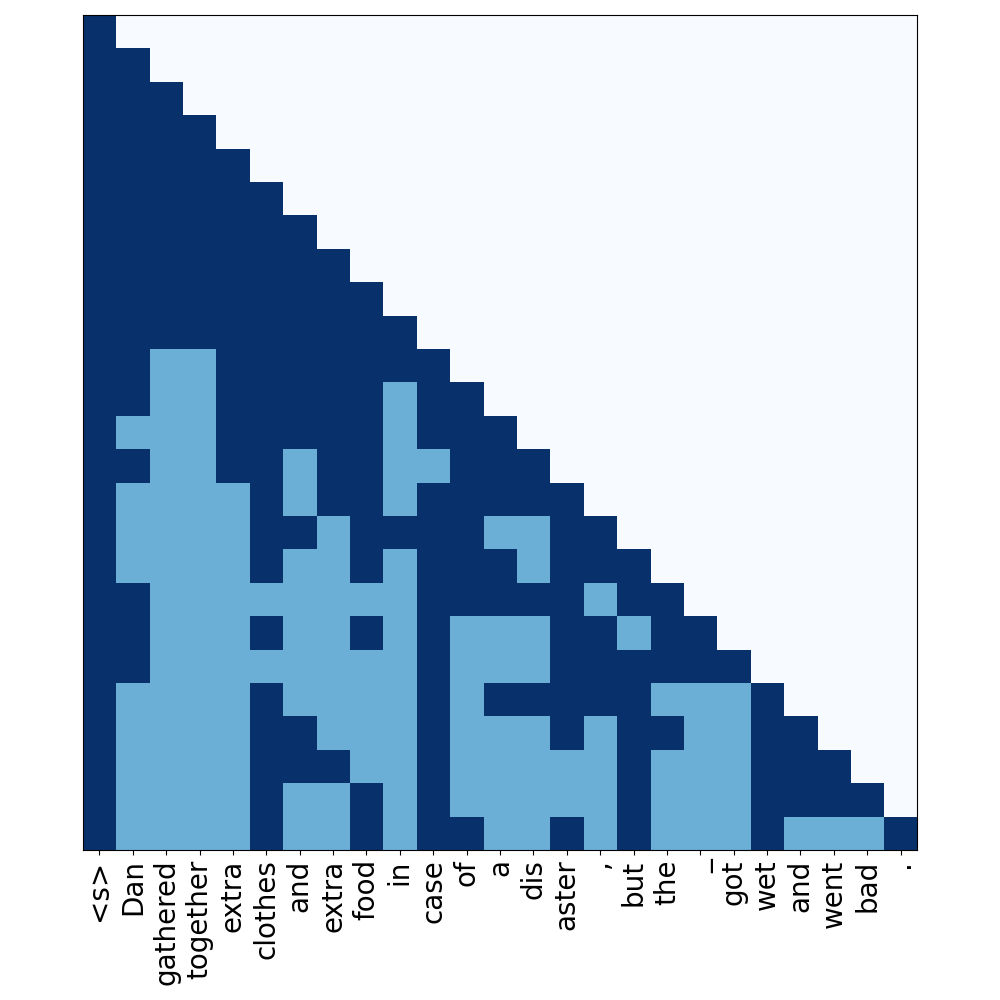 <s> Dan gathered together extra clothes and extra food in case of a dis aster , but the _ got wet and went bad .